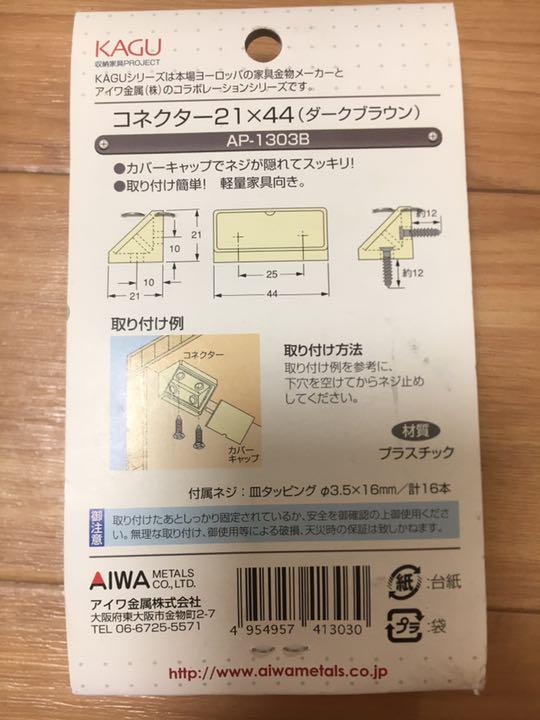 KAGU
収納家具PROJECT
KAGUシリーズは本場ヨーロッパの家具金物メーカーと
アイワ金属(株)のコラボレーションシリーズです。
コネクター21×44(ダークブラウン)
AP-1303B
●カバーキャップでネジが隠れてスッキリ!
●取り付け簡単! 軽量家具向き。
21
10
10
21
25
44
約12
約12
取り付け例
コネクター
カバー
キャップ
取り付け方法
取り付け例を参考に、
下穴を空けてからネジ止め
してください。
材質
プラスチック
付属ネジ:皿タッピング φ3.5×16mm/計16本
御注意
取り付けたあとしっかり固定されているか、安全を御確認の上御使用くださ
い。無理な取り付け、御使用等による破損、天災時の保証は致しかねます。
AIWA METALS CO., LTD.
アイワ金属株式会社
大阪府東大阪市金物町2-7
TEL 06-6725-5571
4 954957 413030
紙:台紙
プラ:袋
http://www.aiwametals.co.jp